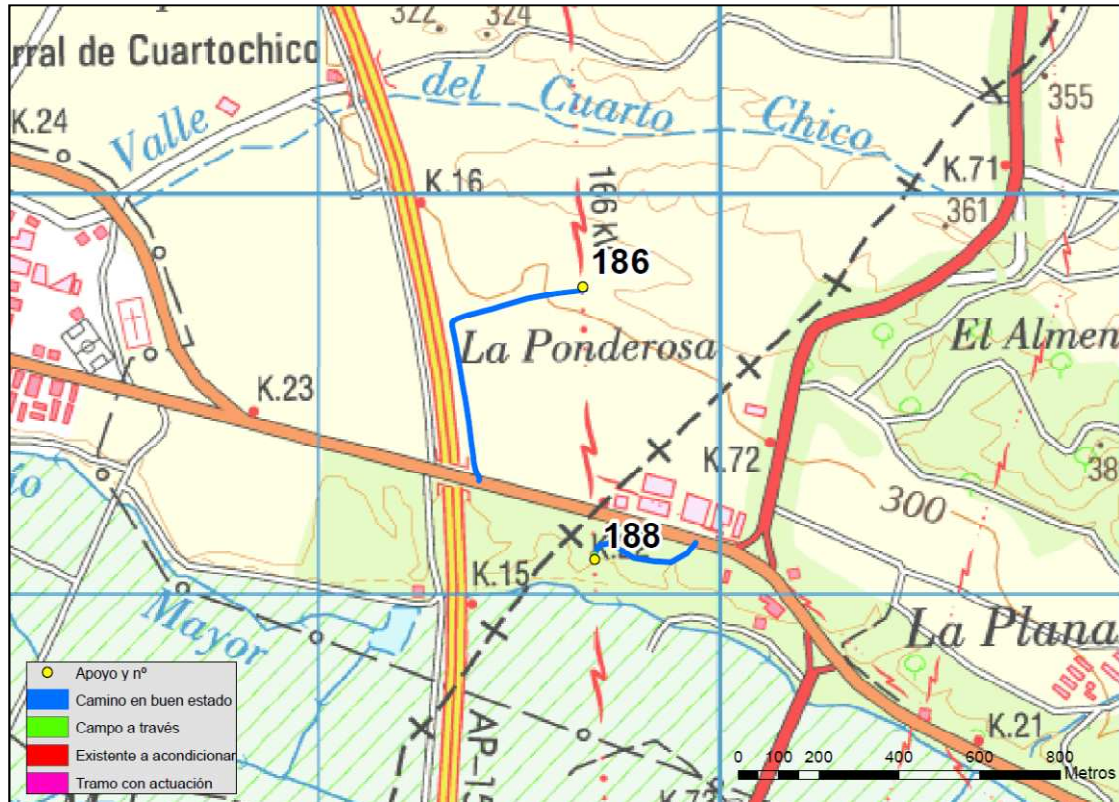 322
324
rral de Cuartochico
355
K.24
Valle
del
Cuarto
Chico
K.71
K.16
166
361
186
La Ponderosa
El Almen
K.23
K.72
38
300
188
K.15
Mayor
La Plana
Apoyo y nº
Camino en buen estado
Campo a través
Existente a acondicionar
Tramo con actuación
AP-15
K.21
0 100 200 400 600 800
Metros
K.73